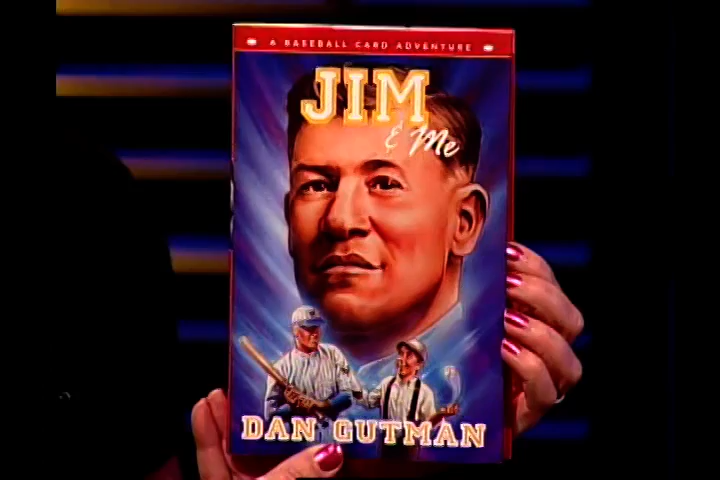 A BASEBALL CARD ADVENTURE
JIM
& Me
DAN GUTMAN